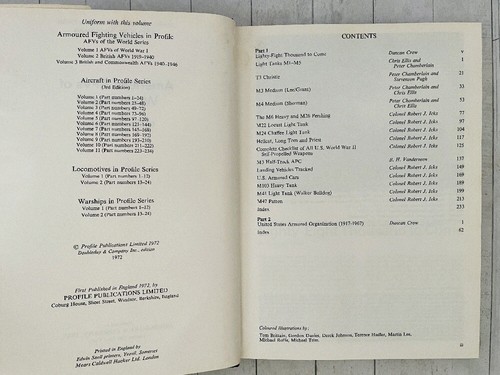 Uniform with this volume
Armoured Fighting Vehicles in Profile
AFVs of the World Series
Volume 1 AFVs of World War I
Volume 2 British AFVs 1919-1940
Volume 3 British and Commonwealth AFVs 1940-1946
Aircraft in Profile Series
(3rd Edition)
Volume 1 (Part numbers 1-24)
Volume 2 (Part numbers 25-48)
Volume 3 (Part numbers 49-72)
Volume 4 (Part numbers 73-96)
Volume 5 (Part numbers 97-120)
Volume 6 (Part numbers 121-144)
Volume 7 (Part numbers 145-168)
Volume 8 (Part numbers 169-192)
Volume 9 (Part numbers 193-210)
Volume 10 (Part numbers 211-222)
Volume 11 (Part numbers 223-234)
Locomotives in Profile Series
Volume 1 (Part numbers 1-12)
Volume 2 (Part numbers 13-24)
Warships in Profile Series
Volume 1 (Part numbers 1-12)
Volume 2 (Part numbers 13-24)
© Profile Publications Limited 1972
Doubleday & Company Inc., edition
1972
First Published in England 1972, by
PROFILE PUBLICATIONS LIMITED
Coburg House, Sheet Street, Windsor, Berkshire, England
Printed in England by
Edwin Snell printers, Yeovil, Somerset
Mears Caldwell Hacker Ltd. London
CONTENTS
Part 1
Eighty-Eight Thousand to Come Duncan Crow v
Light Tanks M1-M5 Chris Ellis and 1
Peter Chamberlain
T3 Christie Peter Chamberlain and 21
Stevenson Pugh
M3 Medium (Lee/Grant) Peter Chamberlain and 33
Chris Ellis
M4 Medium (Sherman) Peter Chamberlain and 53
Chris Ellis
The M6 Heavy and M26 Pershing Colonel Robert J. Icks 77
M22 Locust Light Tank Colonel Robert J. Icks 97
M24 Chaffee Light Tank Colonel Robert J. Icks 104
Hellcat, Long Tom and Priest Colonel Robert J. Icks 117
Complete Checklist of All U.S. World War II Colonel Robert J. Icks 125
Self-Propelled Weapons
M3 Half-Track APC B. H. Vanderveen 137
Landing Vehicles Tracked Colonel Robert J. Icks 149
U.S. Armored Cars Colonel Robert J. Icks 169
M103 Heavy Tank Colonel Robert J. Icks 189
M41 Light Tank (Walker Bulldog) Colonel Robert J. Icks 199
M47 Patton Colonel Robert J. Icks 213
Index 233
Part 2
United States Armored Organization (1917-1967) Duncan Crow 1
Index 62
Coloured Illustrations by:
Tom Brittain, Gordon Davies, Derek Johnson, Terence Hadler, Martin Lee,
Michael Roffe, Michael Trim.
iii